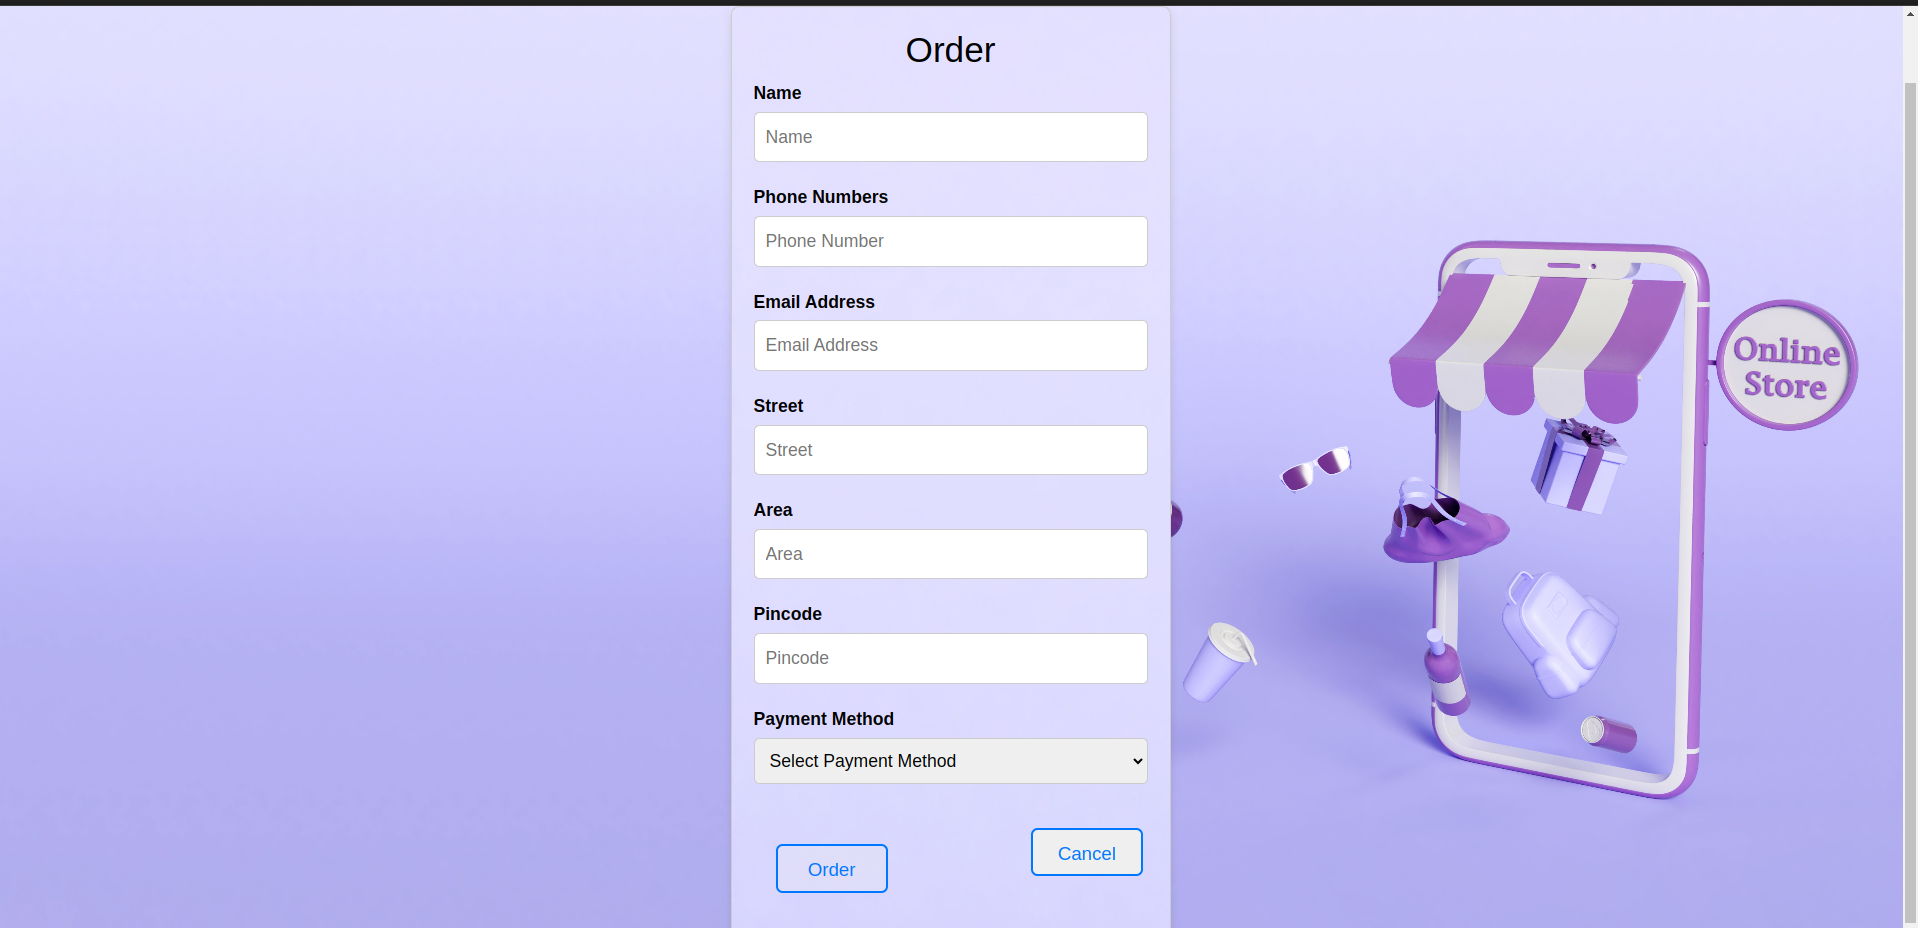 Order
Name
Name
Phone Numbers
Phone Number
Email Address
Email Address
Street
Street
Area
Area
Pincode
Pincode
Payment Method
Select Payment Method
Order
Cancel
Online
Store